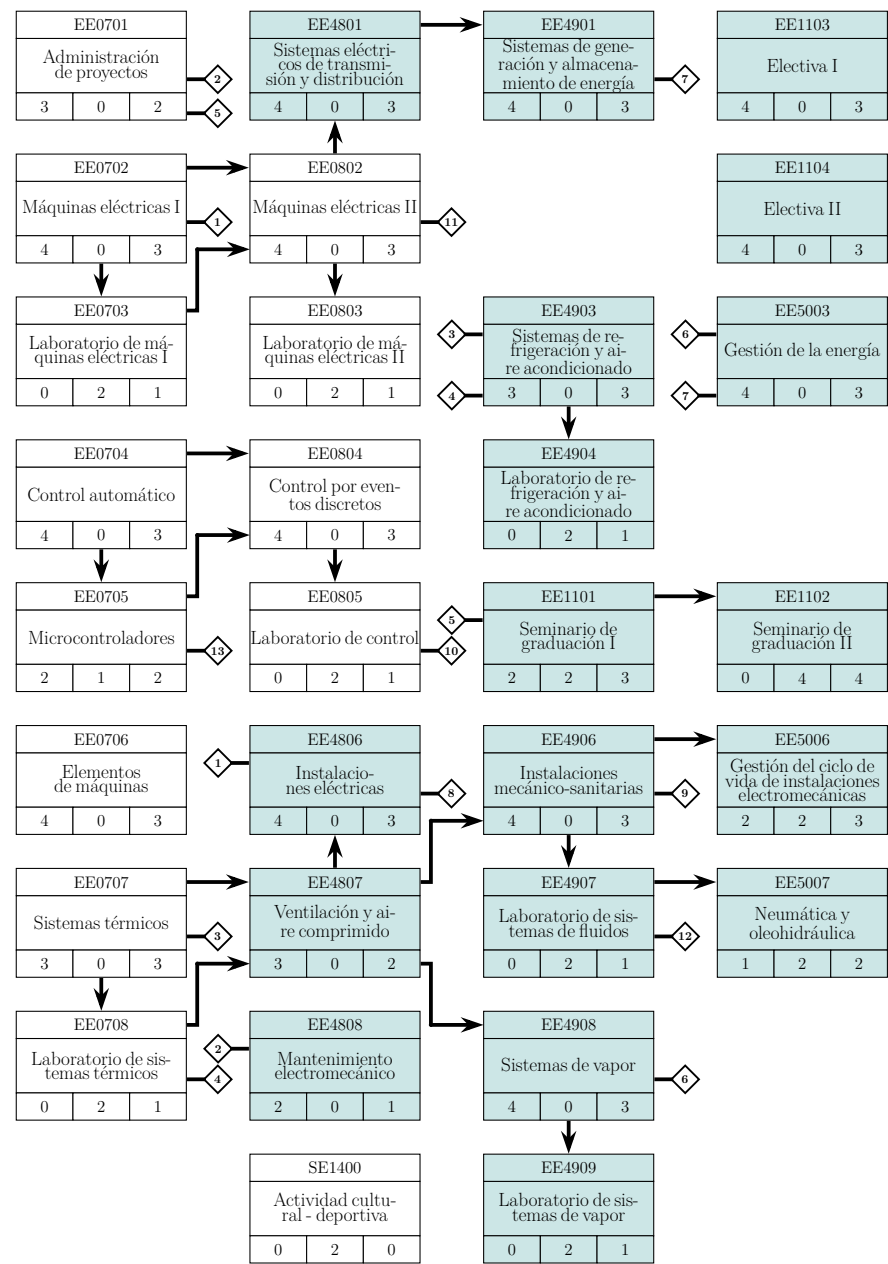 EE0701
Administración
de proyectos
3 0 2
2
5
EE4801
Sistemas eléctri-
cos de transmi-
sión y distribución
4 0 3
EE4901
Sistemas de gene-
ración y almacena-
miento de energía
4 0 3
7
EE1103
Electiva I
4 0 3
EE0702
Máquinas eléctricas I
4 0 3
1
EE0802
Máquinas eléctricas II
4 0 3
11
EE1104
Electiva II
4 0 3
EE0703
Laboratorio de má-
quinas eléctricas I
0 2 1
EE0803
Laboratorio de má-
quinas eléctricas II
0 2 1
3
4
EE4903
Sistemas de re-
frigeración y ai-
re acondicionado
3 0 3
6
7
EE5003
Gestión de la energía
4 0 3
EE0704
Control automático
4 0 3
EE0804
Control por even-
tos discretos
4 0 3
EE4904
Laboratorio de re-
frigeración y ai-
re acondicionado
0 2 1
EE0705
Microcontroladores
2 1 2
13
EE0805
Laboratorio de control
0 2 1
5
10
EE1101
Seminario de
graduación I
2 2 3
EE1102
Seminario de
graduación II
0 4 4
EE0706
Elementos
de máquinas
4 0 3
1
EE4806
Instalacio-
nes eléctricas
4 0 3
8
EE4906
Instalaciones
mecánico-sanitarias
4 0 3
9
EE5006
Gestión del ciclo de
vida de instalaciones
electromecánicas
2 2 3
EE0707
Sistemas térmicos
3 0 3
3
EE4807
Ventilación y ai-
re comprimido
3 0 2
EE4907
Laboratorio de sis-
temas de fluidos
0 2 1
12
EE5007
Neumática y
oleohidráulica
1 2 2
EE0708
Laboratorio de sis-
temas térmicos
0 2 1
2
4
EE4808
Mantenimiento
electromecánico
2 0 1
EE4908
Sistemas de vapor
4 0 3
6
SE1400
Actividad cultu-
ral - deportiva
0 2 0
EE4909
Laboratorio de sis-
temas de vapor
0 2 1